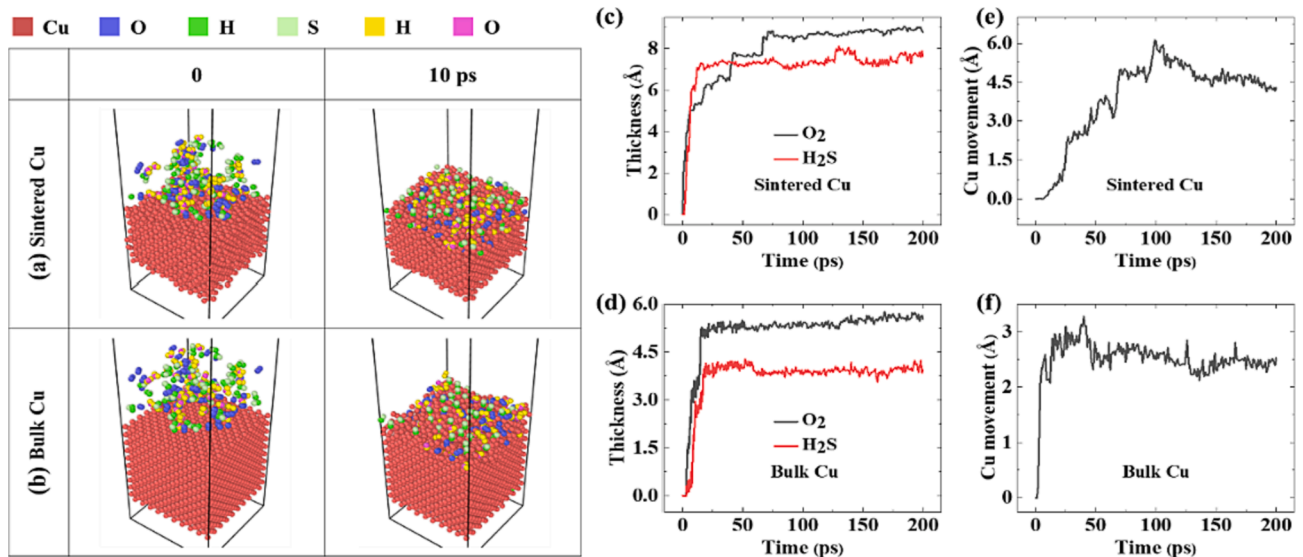 Cu O H S H O
0 10 ps
(a) Sintered Cu
(b) Bulk Cu
(c)
Thickness (Å)
8
6
4
2
0
O2
H2S
Sintered Cu
0 50 100 150 200
Time (ps)
(d)
Thickness (Å)
6.0
4.5
3.0
1.5
0.0
O2
H2S
Bulk Cu
0 50 100 150 200
Time (ps)
(e)
Cu movement (Å)
6.0
4.5
3.0
1.5
0.0
Sintered Cu
0 50 100 150 200
Time (ps)
(f)
Cu movement (Å)
3
2
1
0
Bulk Cu
0 50 100 150 200
Time (ps)